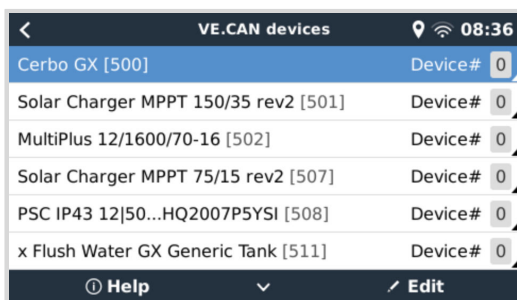 VE.CAN devices 08:36
Cerbo GX [500] Device# 0
Solar Charger MPPT 150/35 rev2 [501] Device# 0
MultiPlus 12/1600/70-16 [502] Device# 0
Solar Charger MPPT 75/15 rev2 [507] Device# 0
PSC IP43 12|50...HQ2007P5YSI [508] Device# 0
x Flush Water GX Generic Tank [511] Device# 0
Help Edit